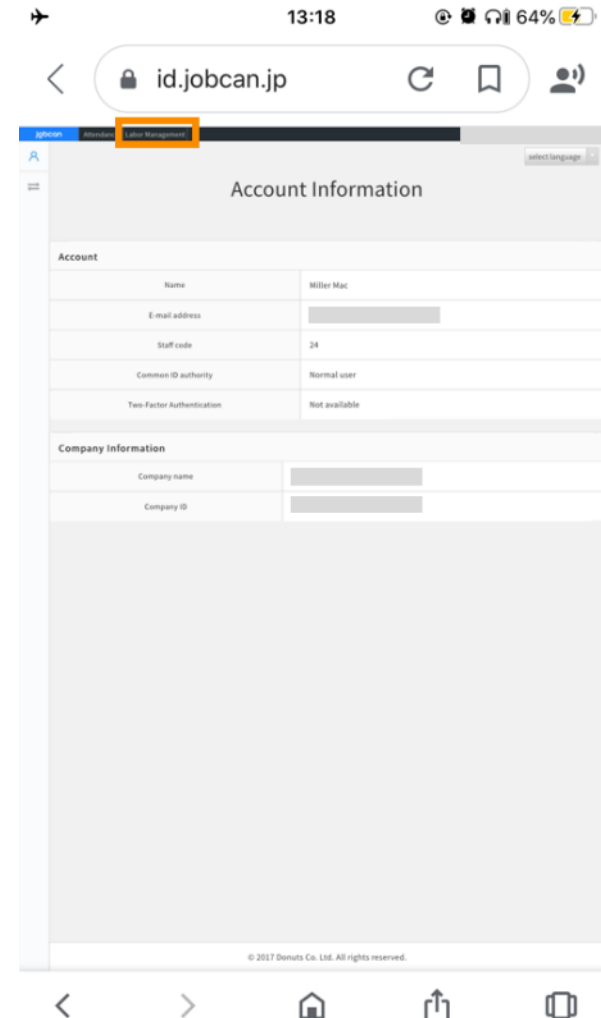 13:18 64%
id.jobcan.jp
jobcan Attendanc Labor Management
select language
Account Information
Account
Name Miller Mac
E-mail address
Staff code 24
Common ID authority Normal user
Two-Factor Authentication Not available
Company Information
Company name
Company ID
© 2017 Donuts Co. Ltd. All rights reserved.